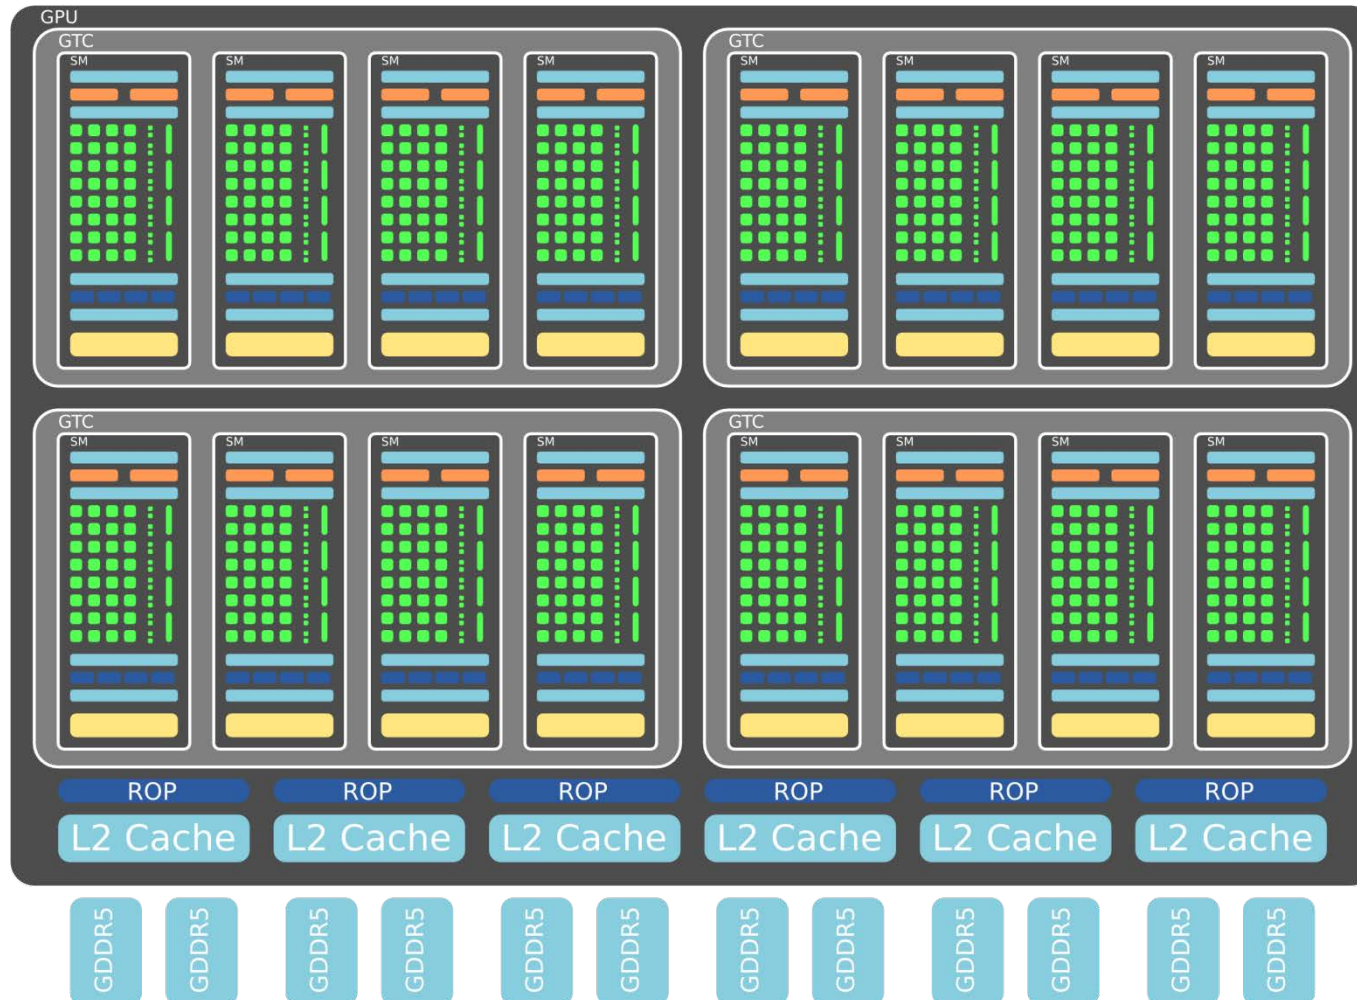 GPU
GTC GTC
SM SM SM SM SM SM SM SM
GTC GTC
SM SM SM SM SM SM SM SM
ROP ROP ROP ROP ROP ROP
L2 Cache L2 Cache L2 Cache L2 Cache L2 Cache L2 Cache
GDDR5 GDDR5 GDDR5 GDDR5 GDDR5 GDDR5 GDDR5 GDDR5 GDDR5 GDDR5 GDDR5 GDDR5